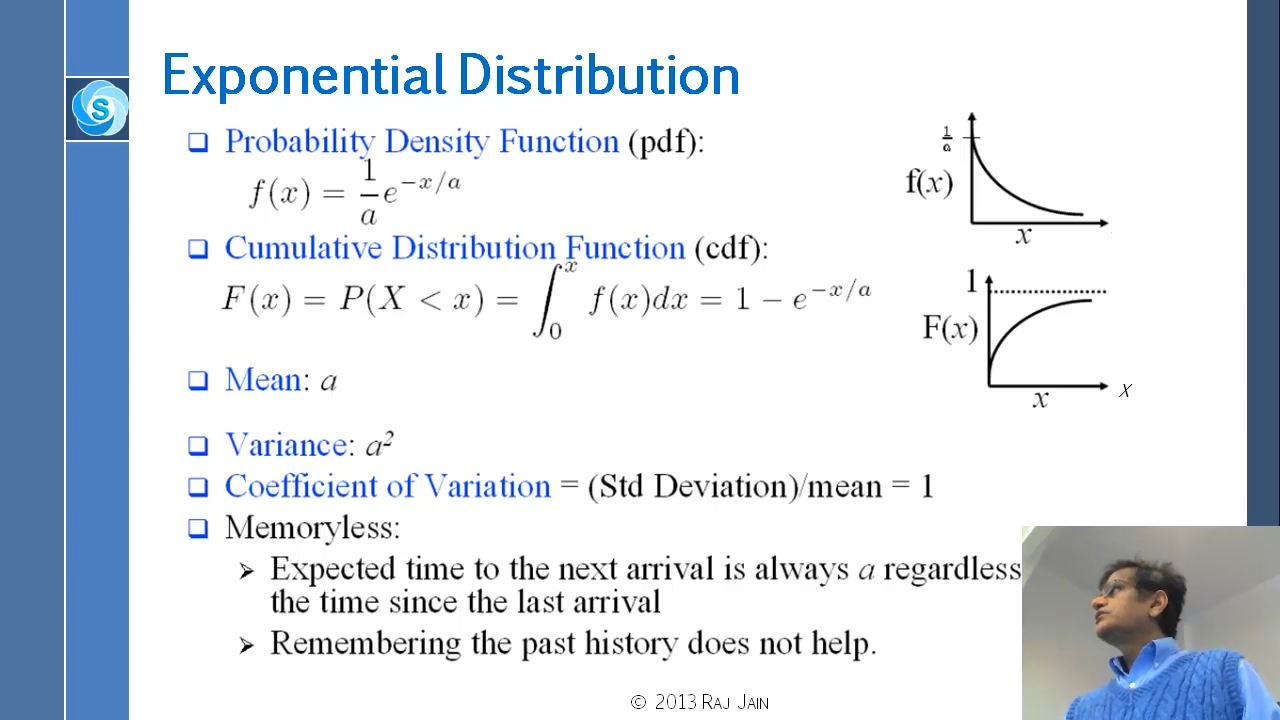 Exponential Distribution
S
❑ Probability Density Function (pdf):
f(x) = 1/a e^{-x/a}
❑ Cumulative Distribution Function (cdf):
F(x) = P(X < x) = ∫_0^x f(x)dx = 1 − e^{-x/a}
❑ Mean: a
❑ Variance: a²
❑ Coefficient of Variation = (Std Deviation)/mean = 1
❑ Memoryless:
➢ Expected time to the next arrival is always a regardless
the time since the last arrival
➢ Remembering the past history does not help.
1/a
f(x)
x
1
F(x)
x
x
© 2013 RAJ JAIN